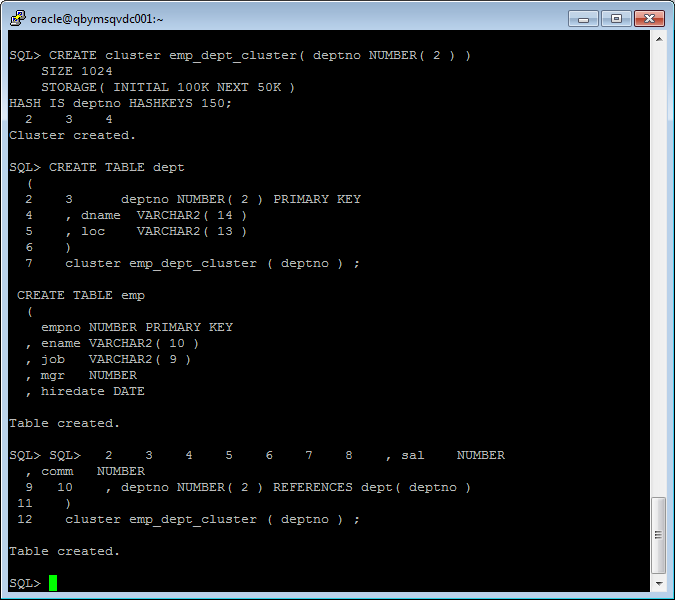 oracle@qbymsqvdc001:~
SQL> CREATE cluster emp_dept_cluster( deptno NUMBER( 2 ) )
    SIZE 1024
    STORAGE( INITIAL 100K NEXT 50K )
HASH IS deptno HASHKEYS 150;
  2    3    4
Cluster created.
SQL> CREATE TABLE dept
  (
  2    3      deptno NUMBER( 2 ) PRIMARY KEY
  4    , dname  VARCHAR2( 14 )
  5    , loc    VARCHAR2( 13 )
  6    )
  7    cluster emp_dept_cluster ( deptno ) ;
 CREATE TABLE emp
  (
    empno NUMBER PRIMARY KEY
  , ename VARCHAR2( 10 )
  , job   VARCHAR2( 9 )
  , mgr   NUMBER
  , hiredate DATE
Table created.
SQL> SQL>   2    3    4    5    6    7    8    , sal    NUMBER
  , comm   NUMBER
  9   10    , deptno NUMBER( 2 ) REFERENCES dept( deptno )
 11    )
 12    cluster emp_dept_cluster ( deptno ) ;
Table created.
SQL>